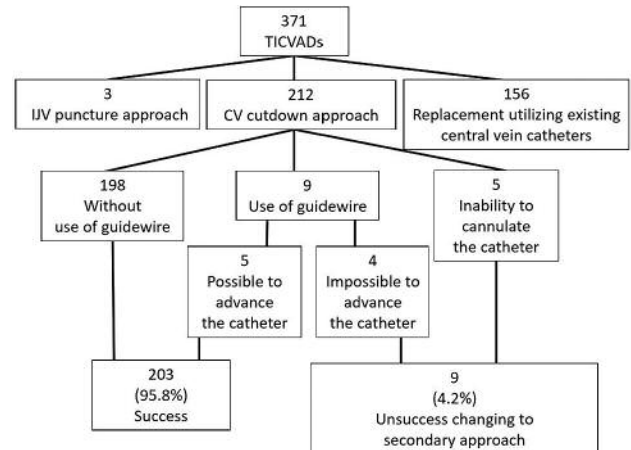 371
TICVADs
3
IJV puncture approach
212
CV cutdown approach
156
Replacement utilizing existing
central vein catheters
198
Without
use of guidewire
9
Use of guidewire
5
Inability to
cannulate
the catheter
5
Possible to
advance
the catheter
4
Impossible to
advance
the catheter
203
(95.8%)
Success
9
(4.2%)
Unsuccess changing to
secondary approach